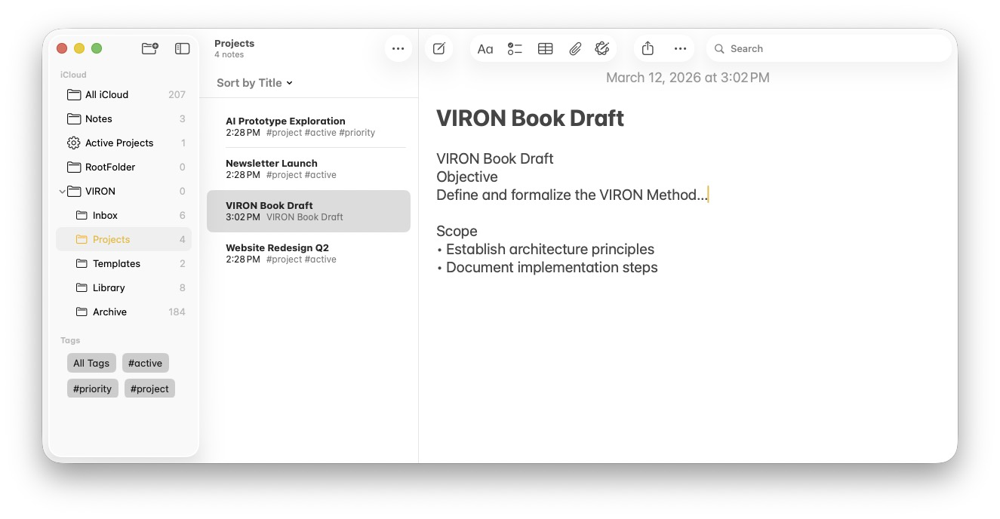 iCloud
All iCloud 207
Notes 3
Active Projects 1
RootFolder 0
VIRON 0
Inbox 6
Projects 4
Templates 2
Library 8
Archive 184
Tags
All Tags #active
#priority #project
Projects
4 notes
Sort by Title
AI Prototype Exploration
2:28 PM #project #active #priority
Newsletter Launch
2:28 PM #project #active
VIRON Book Draft
3:02 PM VIRON Book Draft
Website Redesign Q2
2:28 PM #project #active
Aa
Search
March 12, 2026 at 3:02 PM
VIRON Book Draft
VIRON Book Draft
Objective
Define and formalize the VIRON Method...
Scope
• Establish architecture principles
• Document implementation steps